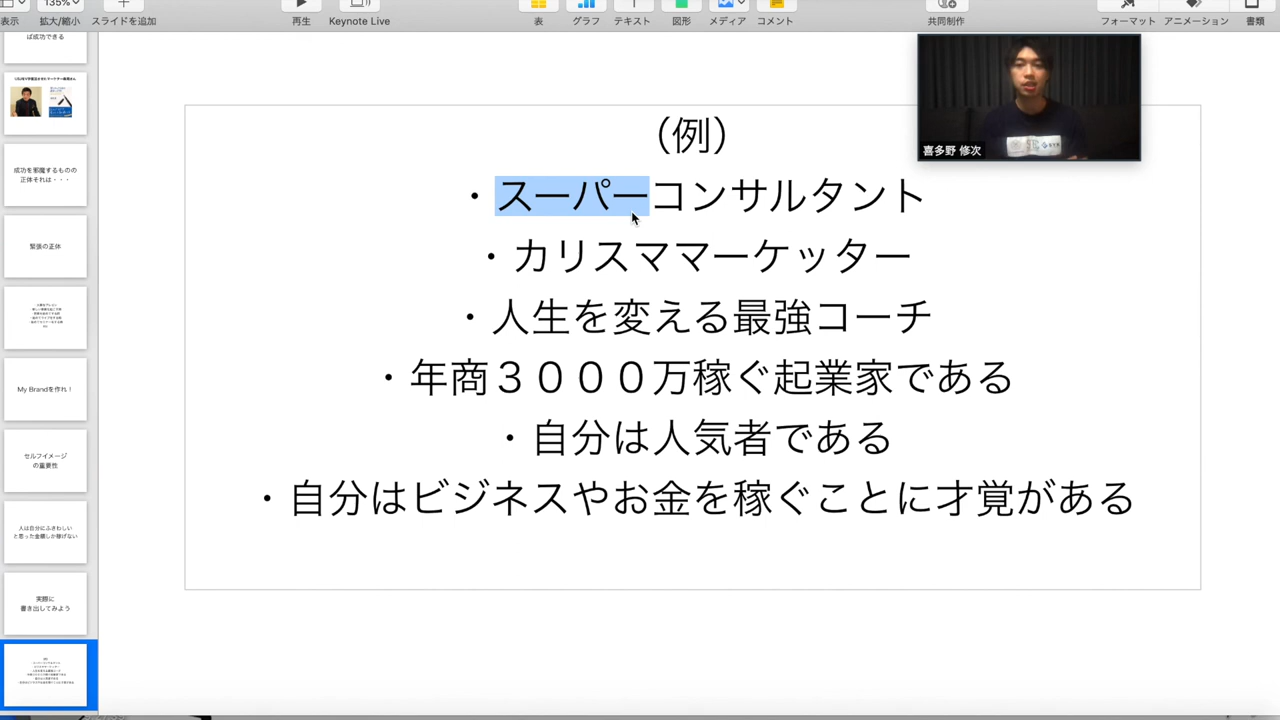 135%
表示
拡大/縮小
スライドを追加
再生
Keynote Live
表
グラフ
テキスト
図形
メディア
コメント
共同制作
フォーマット
アニメーション
書類
ば成功できる
成功を邪魔するものの
正体それは・・・
緊張の正体
My Brandを作れ！
セルフイメージ
の重要性
人は自分にふさわしい
と思った金額しか稼げない
実際に
書き出してみよう
（例）
・スーパーコンサルタント
・カリスママーケッター
・人生を変える最強コーチ
・年商３０００万稼ぐ起業家である
・自分は人気者である
・自分はビジネスやお金を稼ぐことに才覚がある
喜多野 修次